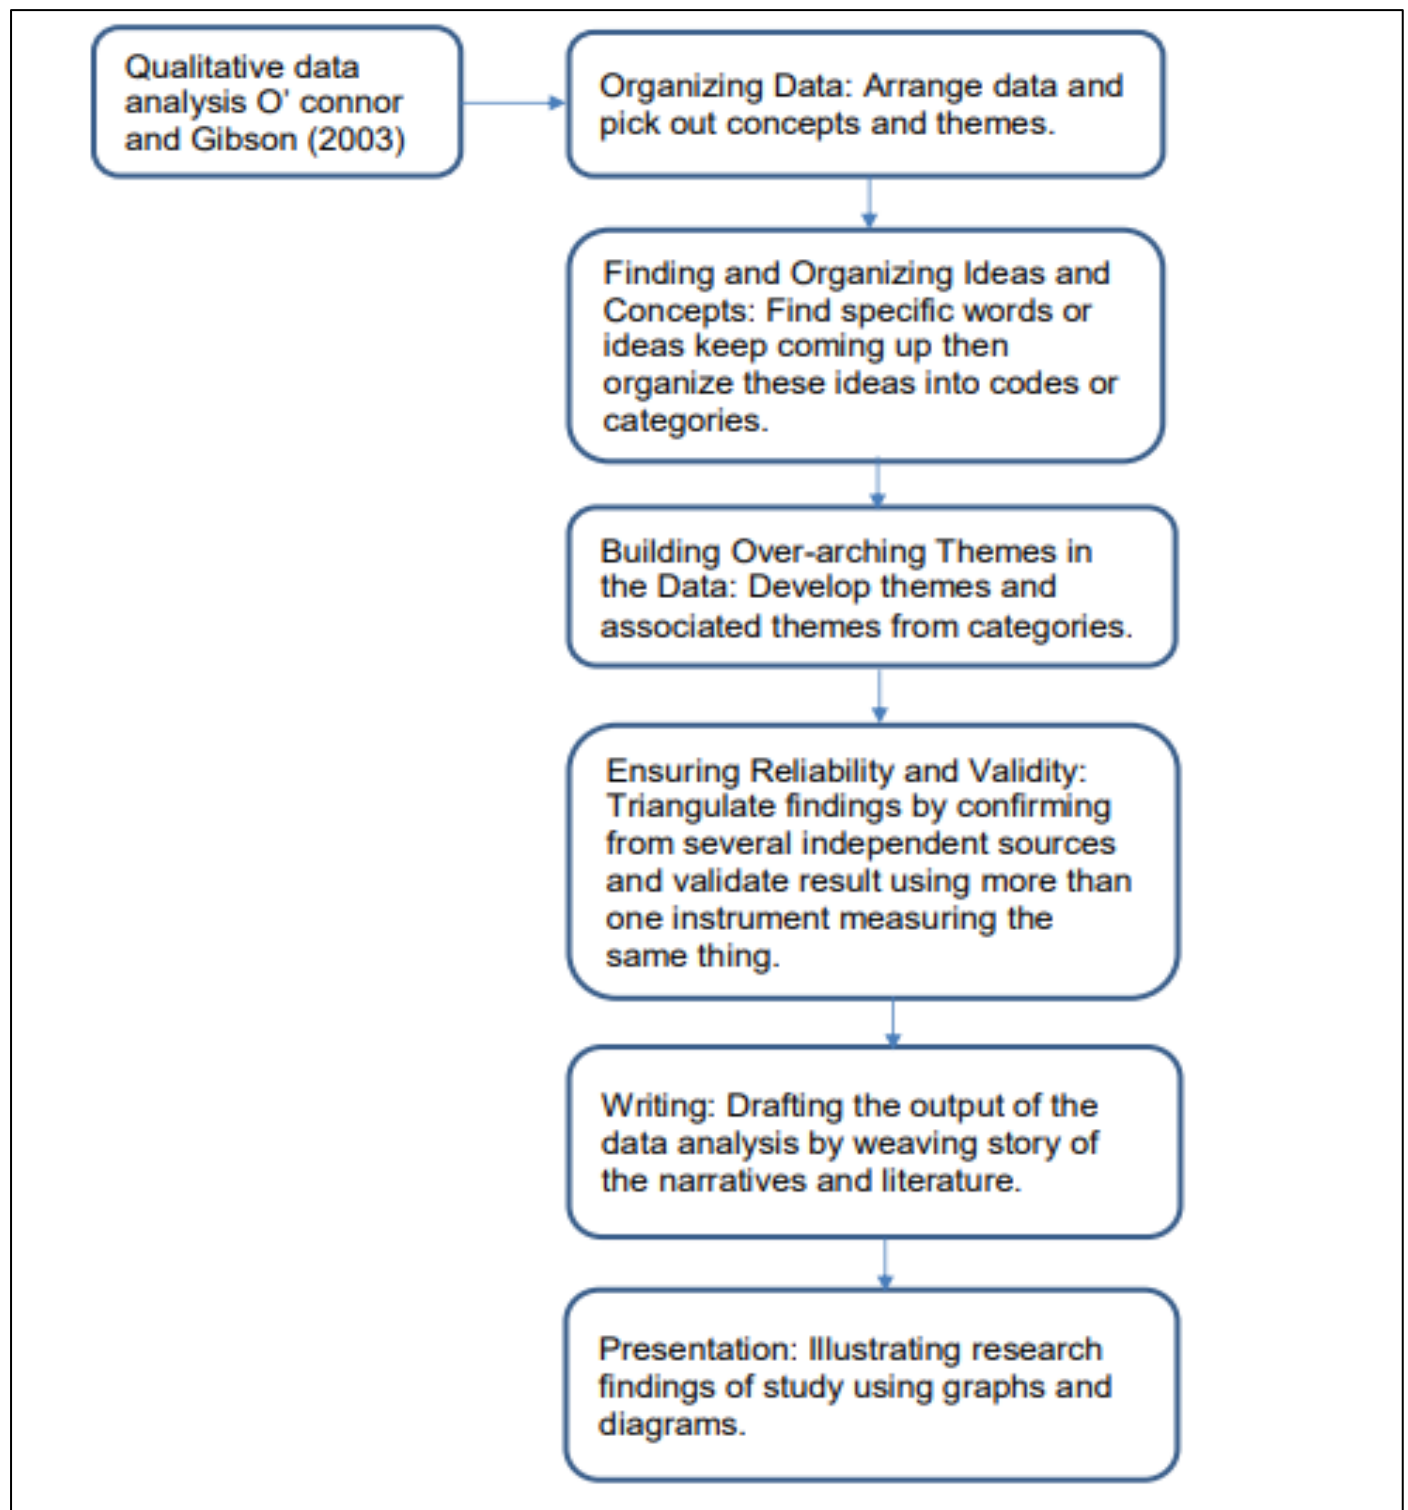 Qualitative data
analysis O' connor
and Gibson (2003)
Organizing Data: Arrange data and
pick out concepts and themes.
Finding and Organizing Ideas and
Concepts: Find specific words or
ideas keep coming up then
organize these ideas into codes or
categories.
Building Over-arching Themes in
the Data: Develop themes and
associated themes from categories.
Ensuring Reliability and Validity:
Triangulate findings by confirming
from several independent sources
and validate result using more than
one instrument measuring the
same thing.
Writing: Drafting the output of the
data analysis by weaving story of
the narratives and literature.
Presentation: Illustrating research
findings of study using graphs and
diagrams.